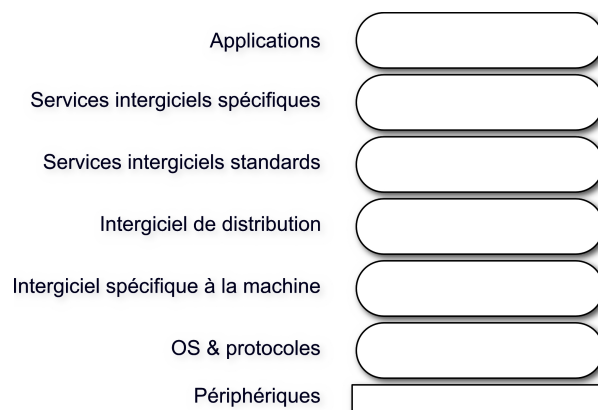 Applications
Services intergiciels spécifiques
Services intergiciels standards
Intergiciel de distribution
Intergiciel spécifique à la machine
OS & protocoles
Périphériques